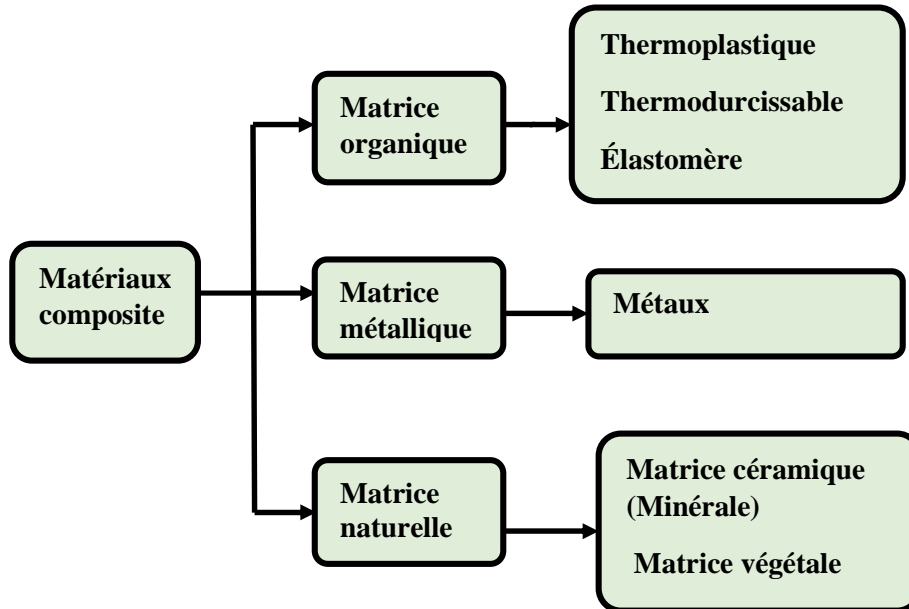 Matériaux
composite
Matrice
organique
Thermoplastique
Thermodurcissable
Élastomère
Matrice
métallique
Métaux
Matrice
naturelle
Matrice céramique
(Minérale)
Matrice végétale